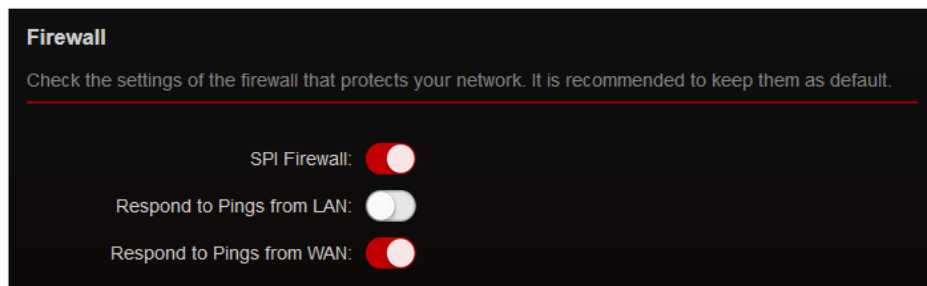 Firewall
Check the settings of the firewall that protects your network. It is recommended to keep them as default.
SPI Firewall:
Respond to Pings from LAN:
Respond to Pings from WAN: